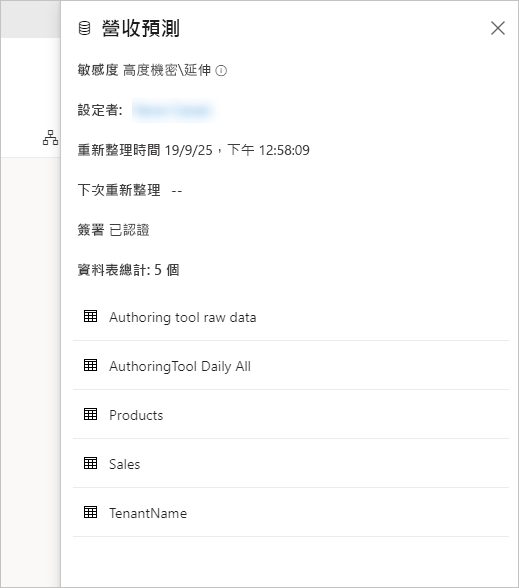 營收預測
敏感度 高度機密\延伸
設定者:
重新整理時間 19/9/25，下午 12:58:09
下次重新整理 --
簽署 已認證
資料表總計: 5 個
Authoring tool raw data
AuthoringTool Daily All
Products
Sales
TenantName